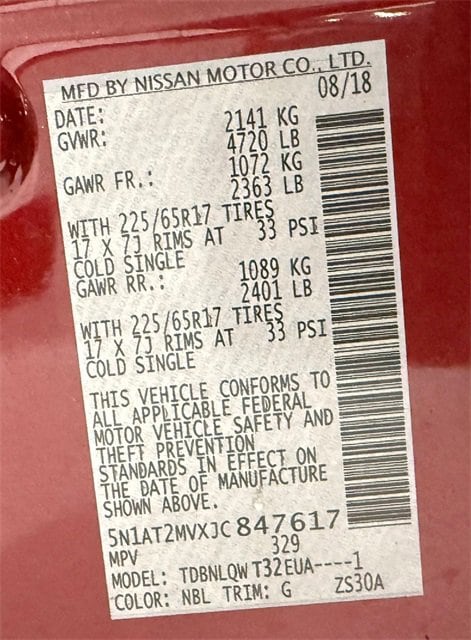 MFD BY NISSAN MOTOR CO., LTD.
DATE: 08/18
GVWR: 2141 KG
4720 LB
GAWR FR.: 1072 KG
2363 LB
WITH 225/65R17 TIRES
17 X 7J RIMS AT 33 PSI
COLD SINGLE
GAWR RR.: 1089 KG
2401 LB
WITH 225/65R17 TIRES
17 X 7J RIMS AT 33 PSI
COLD SINGLE
THIS VEHICLE CONFORMS TO
ALL APPLICABLE FEDERAL
MOTOR VEHICLE SAFETY AND
THEFT PREVENTION
STANDARDS IN EFFECT ON
THE DATE OF MANUFACTURE
SHOWN ABOVE.
5N1AT2MVXJC847617
MPV 329
MODEL: TDBNLQWT32EUA----1
COLOR: NBL TRIM: G ZS30A